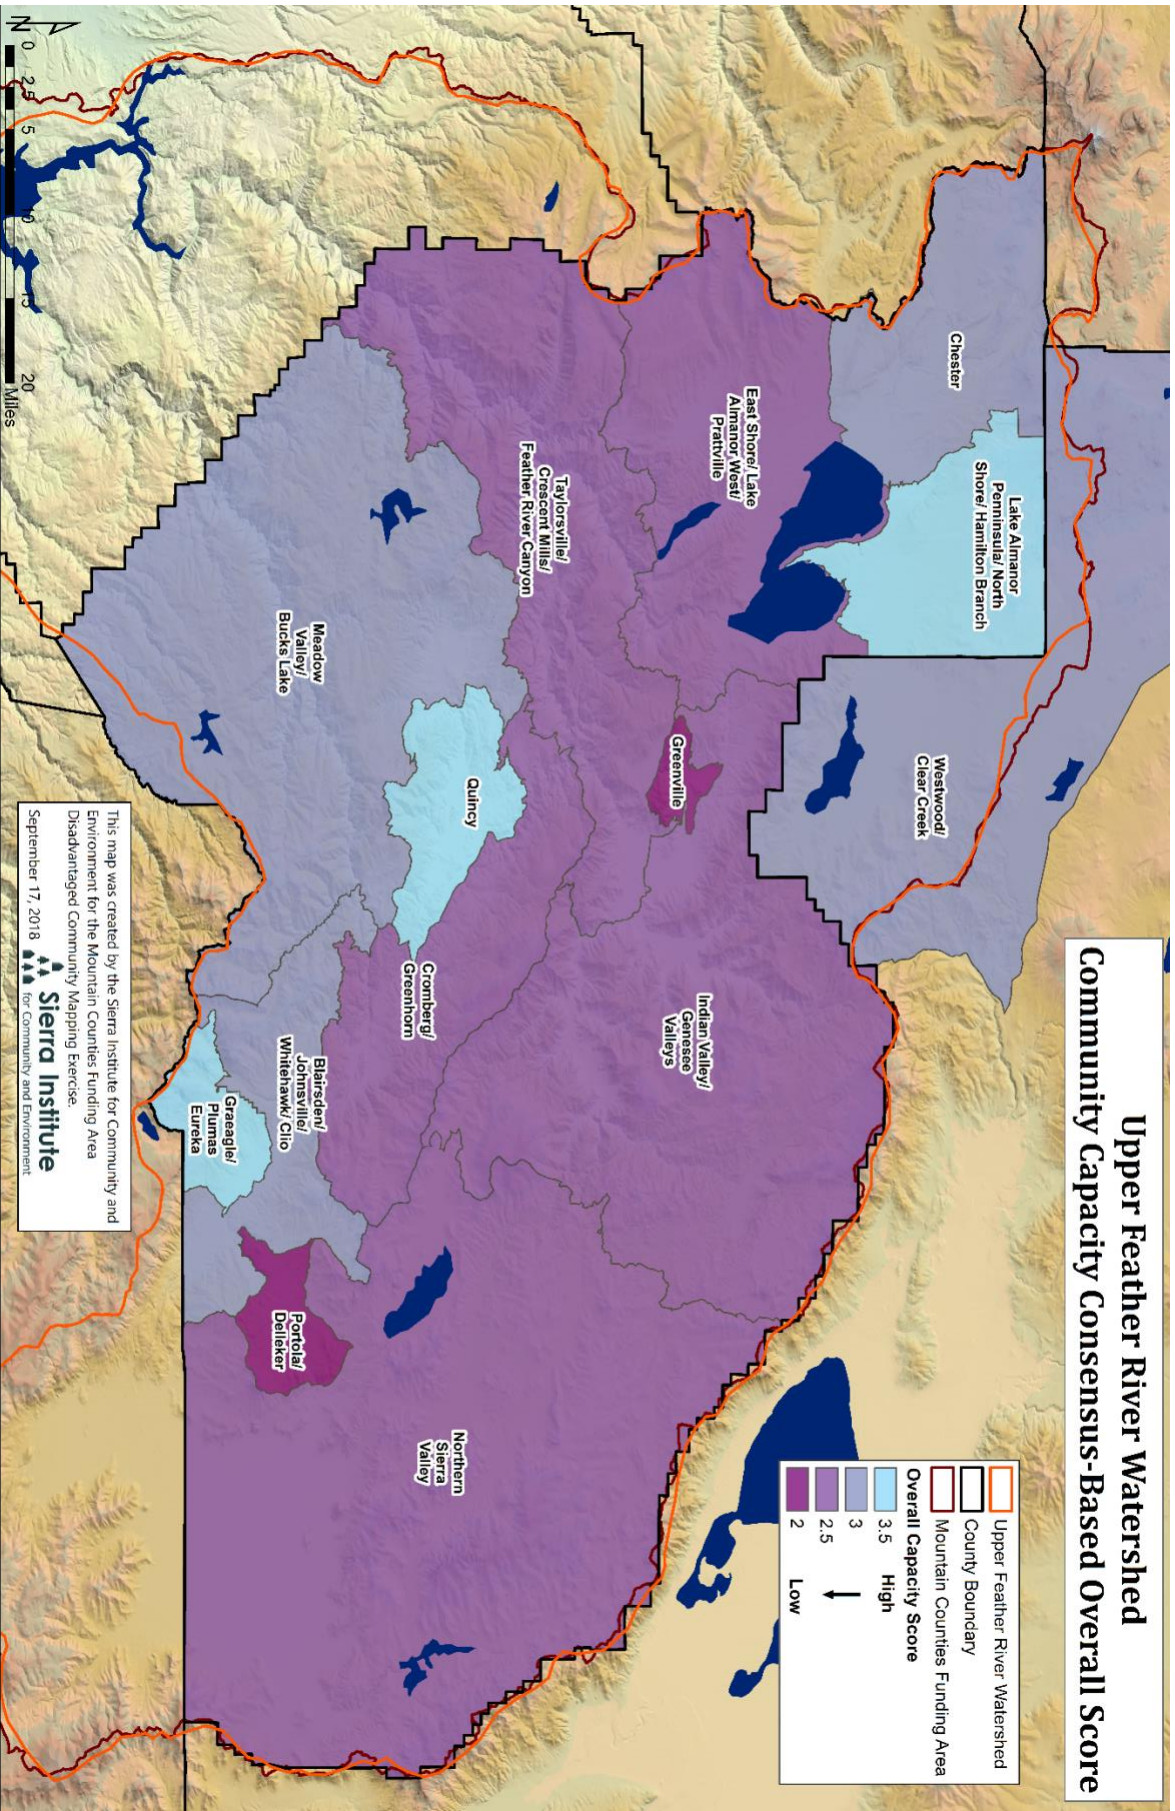 Upper Feather River Watershed
Community Capacity Consensus-Based Overall Score
Upper Feather River Watershed
County Boundary
Mountain Counties Funding Area
Overall Capacity Score
3.5 High
3
2.5
2 Low
Chester
Lake Almanor
Penninsula/ North
Shore/ Hamilton Branch
Westwood/
Clear Creek
East Shore/ Lake
Almanor West/
Prattville
Greenville
Indian Valley/
Genesee
Valleys
Taylorsville/
Crescent Mills/
Feather River Canyon
Quincy
Cromberg/
Greenhorn
Northern
Sierra
Valley
Meadow
Valley/
Bucks Lake
Blairsden/
Johnsville/
Whitehawk/ Clio
Portola/
Delleker
Graeagle/
Plumas
Eureka
This map was created by the Sierra Institute for Community and
Environment for the Mountain Counties Funding Area
Disadvantaged Community Mapping Exercise.
September 17, 2018
Sierra Institute
for Community and Environment
N
0 2.5 5 10 15 20
Miles